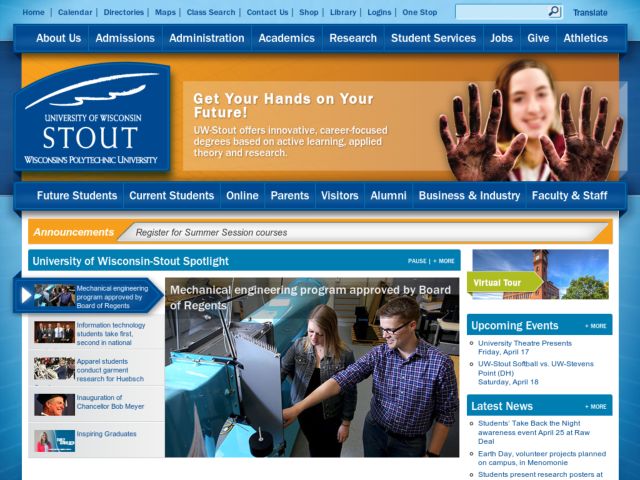 Home | Calendar | Directories | Maps | Class Search | Contact Us | Shop | Library | Logins | One Stop Translate
About Us Admissions Administration Academics Research Student Services Jobs Give Athletics
UNIVERSITY OF WISCONSIN
STOUT
WISCONSIN'S POLYTECHNIC UNIVERSITY
Get Your Hands on Your
Future!
UW-Stout offers innovative, career-focused
degrees based on active learning, applied
theory and research.
Future Students Current Students Online Parents Visitors Alumni Business & Industry Faculty & Staff
Announcements Register for Summer Session courses
University of Wisconsin-Stout Spotlight PAUSE | + MORE
Mechanical engineering
program approved by
Board of Regents
Information technology
students take first,
second in national
Apparel students
conduct garment
research for Huebsch
Inauguration of
Chancellor Bob Meyer
Inspiring Graduates
Mechanical engineering program approved by Board
of Regents
Virtual Tour
Upcoming Events + MORE
University Theatre Presents
Friday, April 17
UW-Stout Softball vs. UW-Stevens
Point (DH)
Saturday, April 18
Latest News + MORE
Students' Take Back the Night
awareness event April 25 at Raw
Deal
Earth Day, volunteer projects planned
on campus, in Menomonie
Students present research posters at